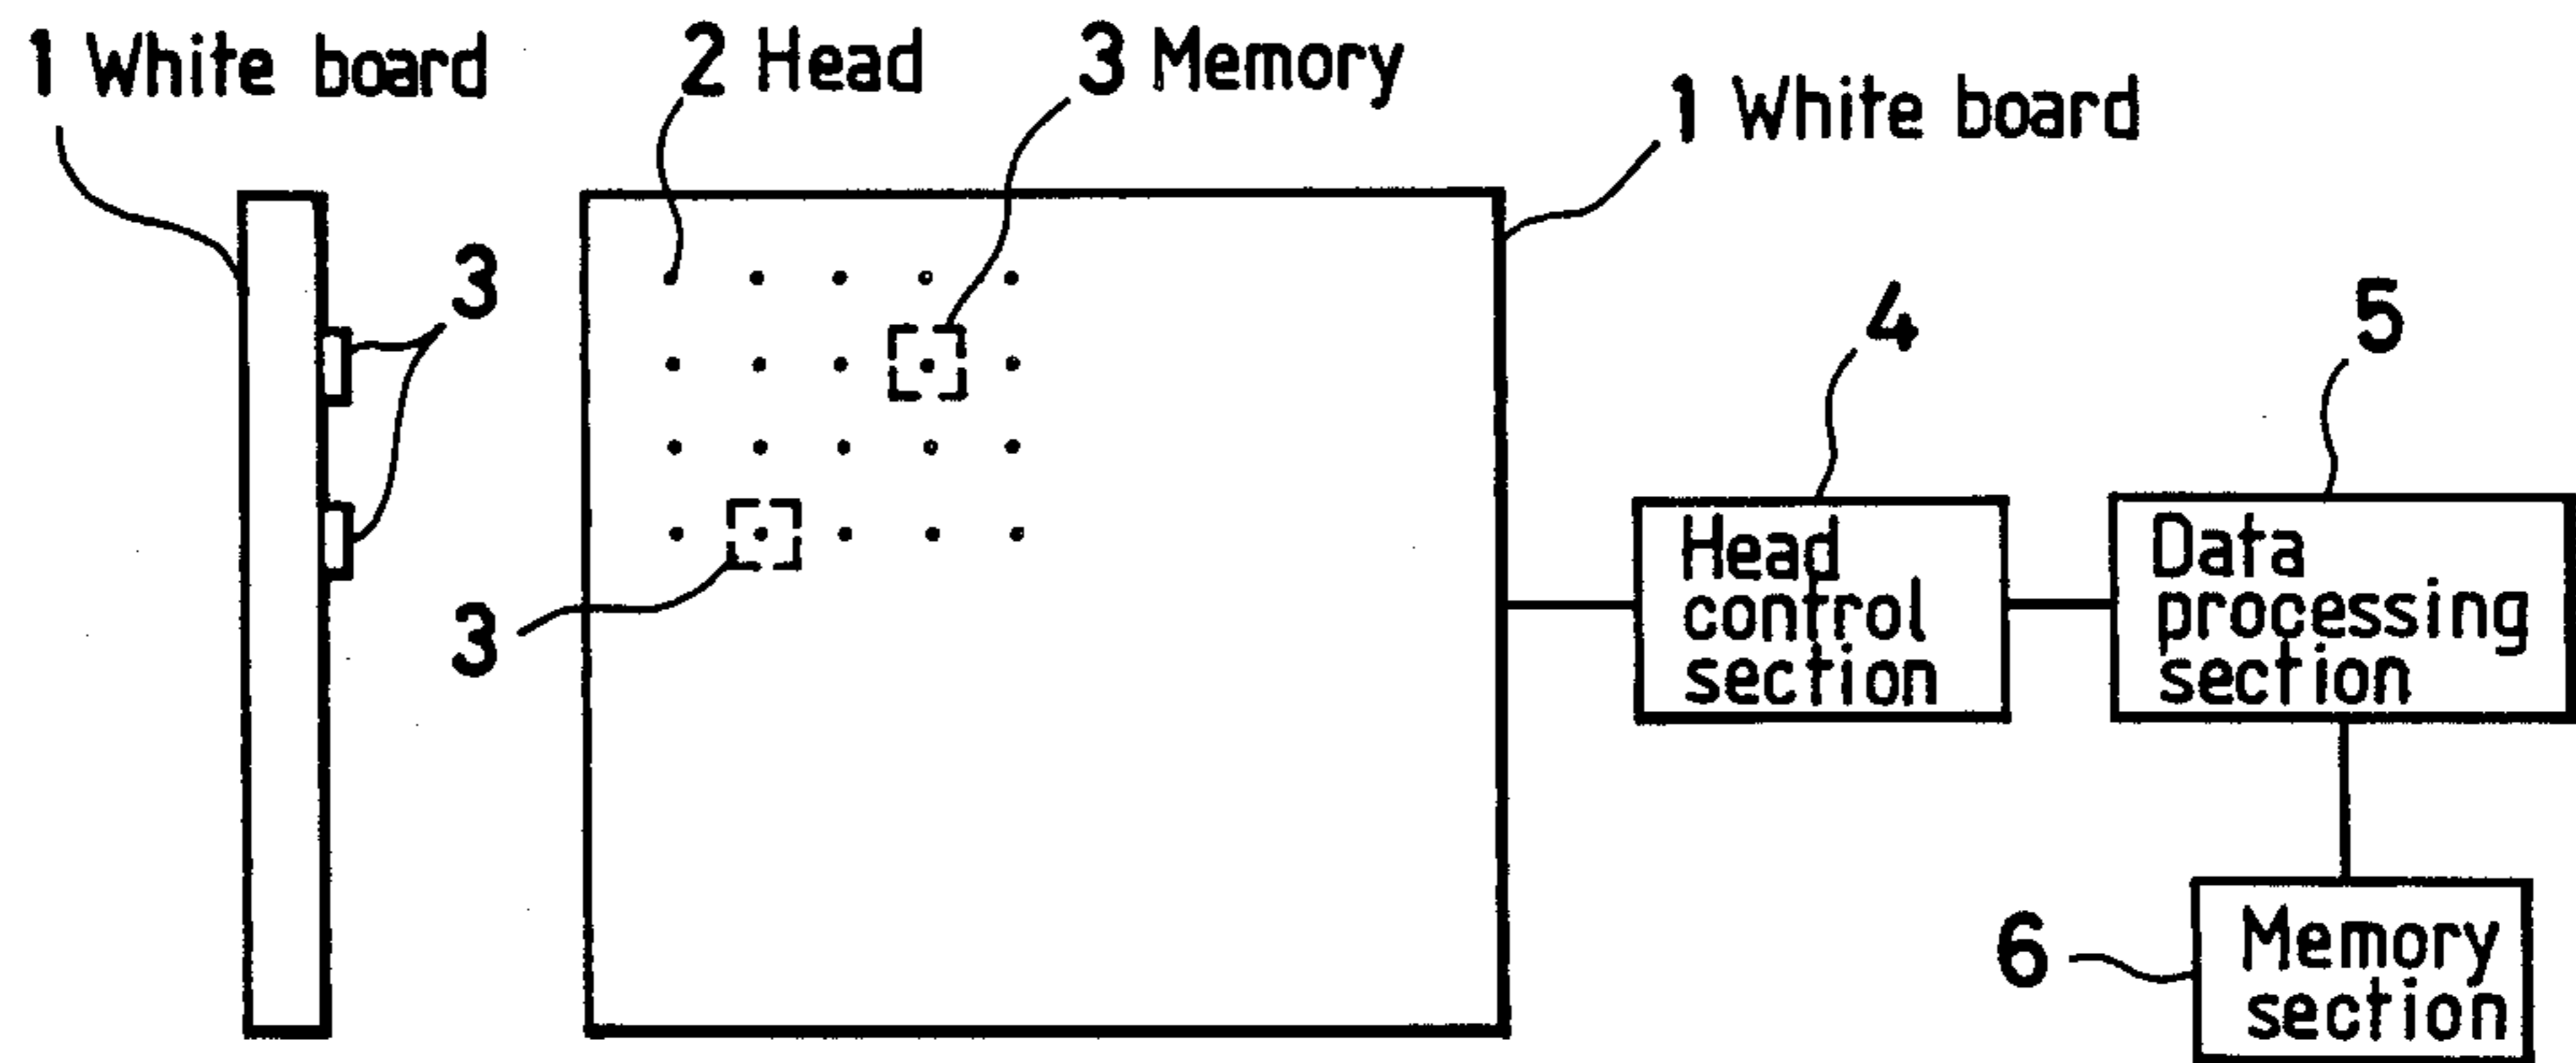 1 White board
2 Head
3 Memory
1 White board
3
4
5
Head
control
section
Data
processing
section
3
6
Memory
section